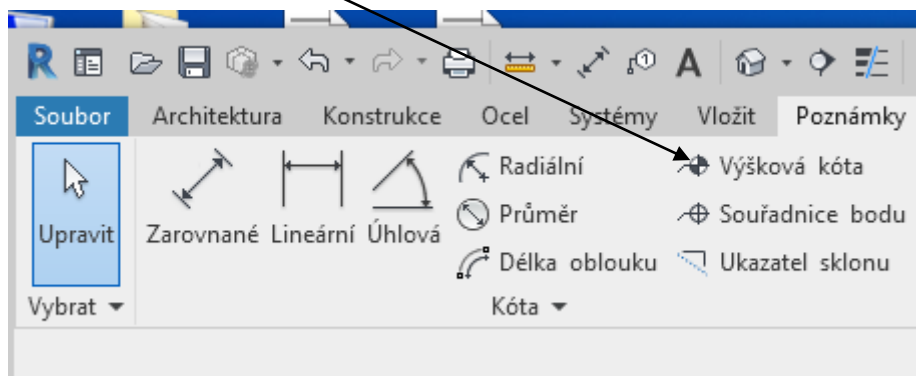 Soubor Architektura Konstrukce Ocel Systémy Vložit Poznámky
Upravit
Zarovnané Lineární Úhlová
Radiální
Průměr
Délka oblouku
Výšková kóta
Souřadnice bodu
Ukazatel sklonu
Vybrat
Kóta